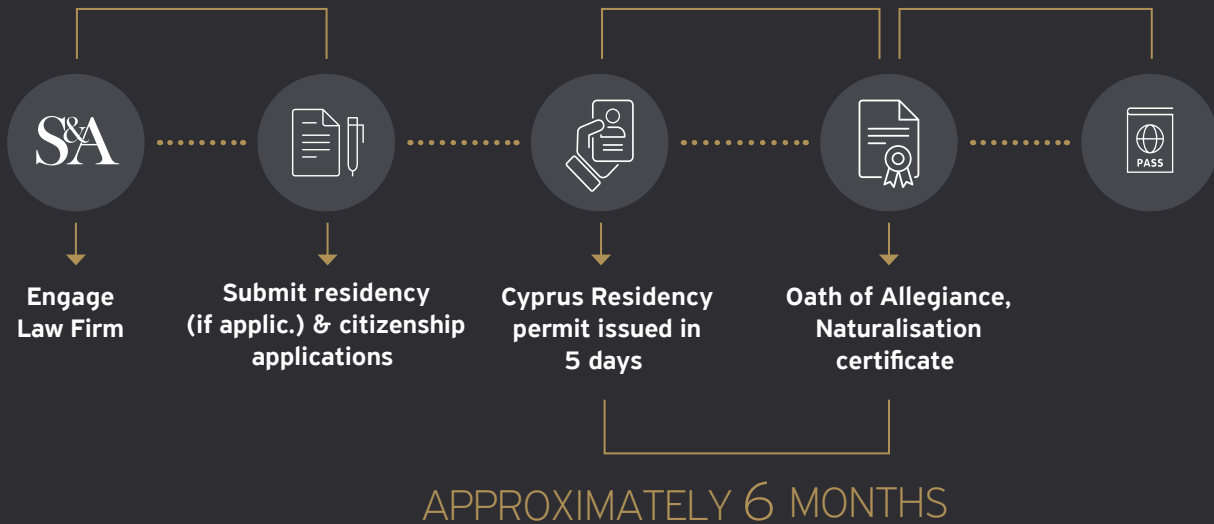 S&A
PASS
Engage
Law Firm
Submit residency
(if applic.) & citizenship
applications
Cyprus Residency
permit issued in
5 days
Oath of Allegiance,
Naturalisation
certificate
APPROXIMATELY 6 MONTHS